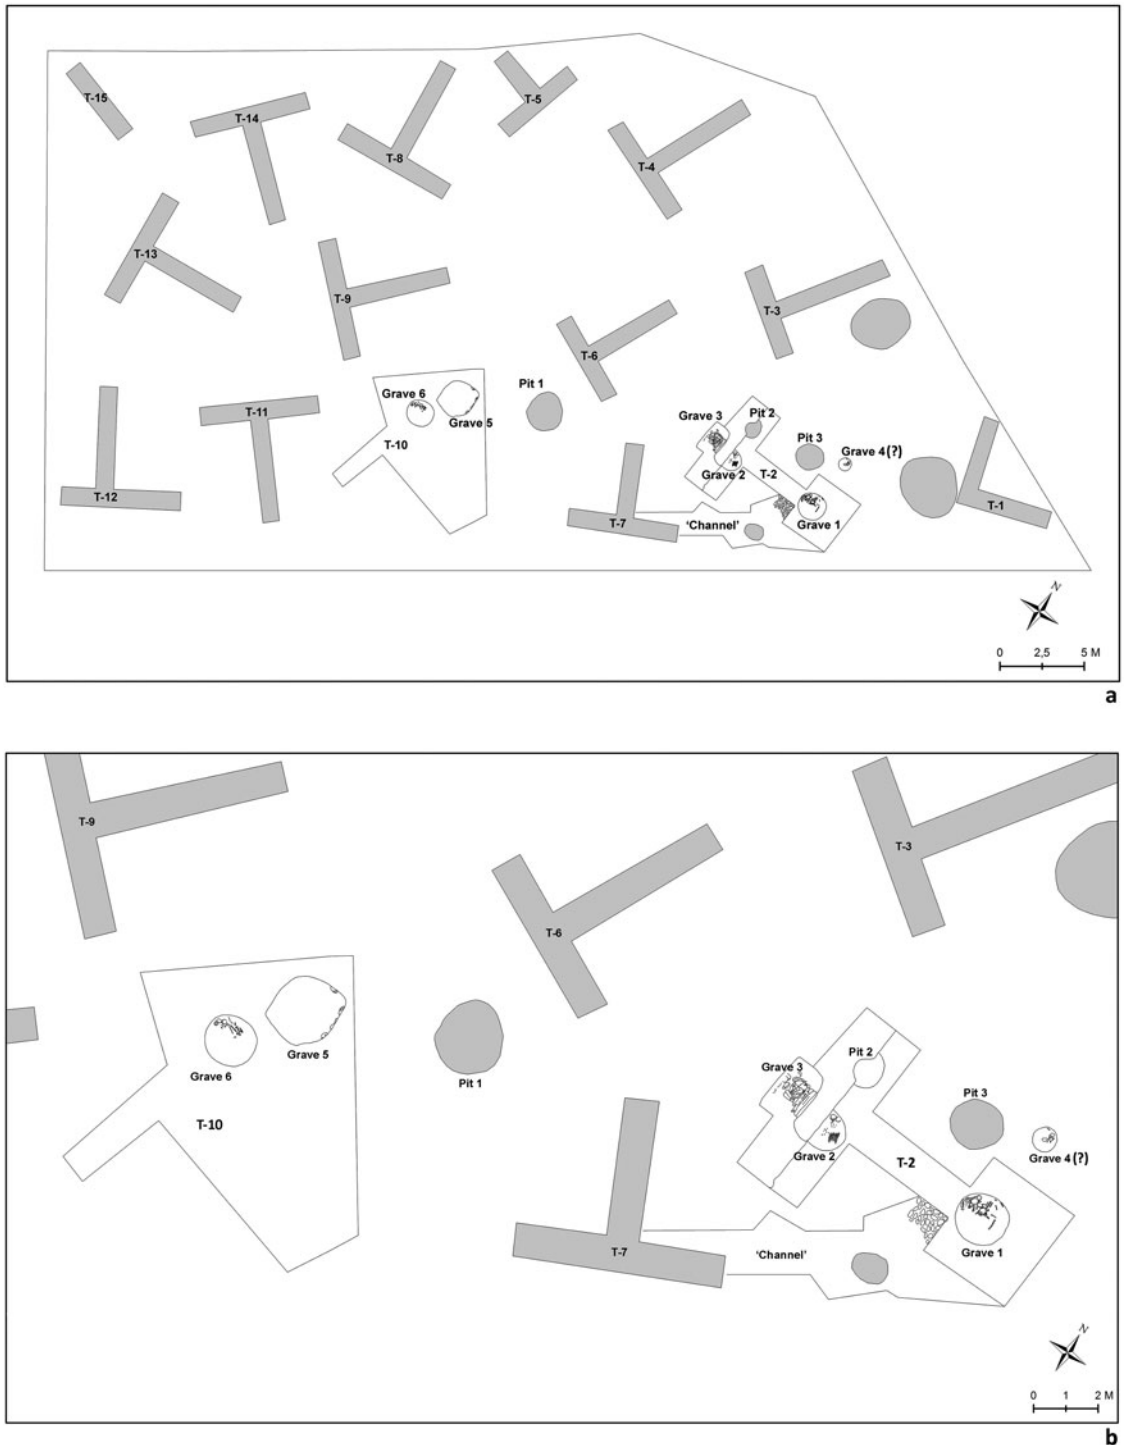 T-15
T-14
T-8
T-5
T-4
T-13
T-9
T-3
T-6
Grave 6
Grave 5
Pit 1
T-11
T-10
T-12
Grave 3
Pit 2
Pit 3
Grave 4(?)
Grave 2
T-2
T-7
'Channel'
Grave 1
T-1
N
0 2,5 5 M
a
T-9
T-3
T-6
Grave 5
Grave 6
Pit 1
T-10
Pit 2
Grave 3
Pit 3
Grave 2
T-2
Grave 4(?)
T-7
'Channel'
Grave 1
N
0 1 2 M
b